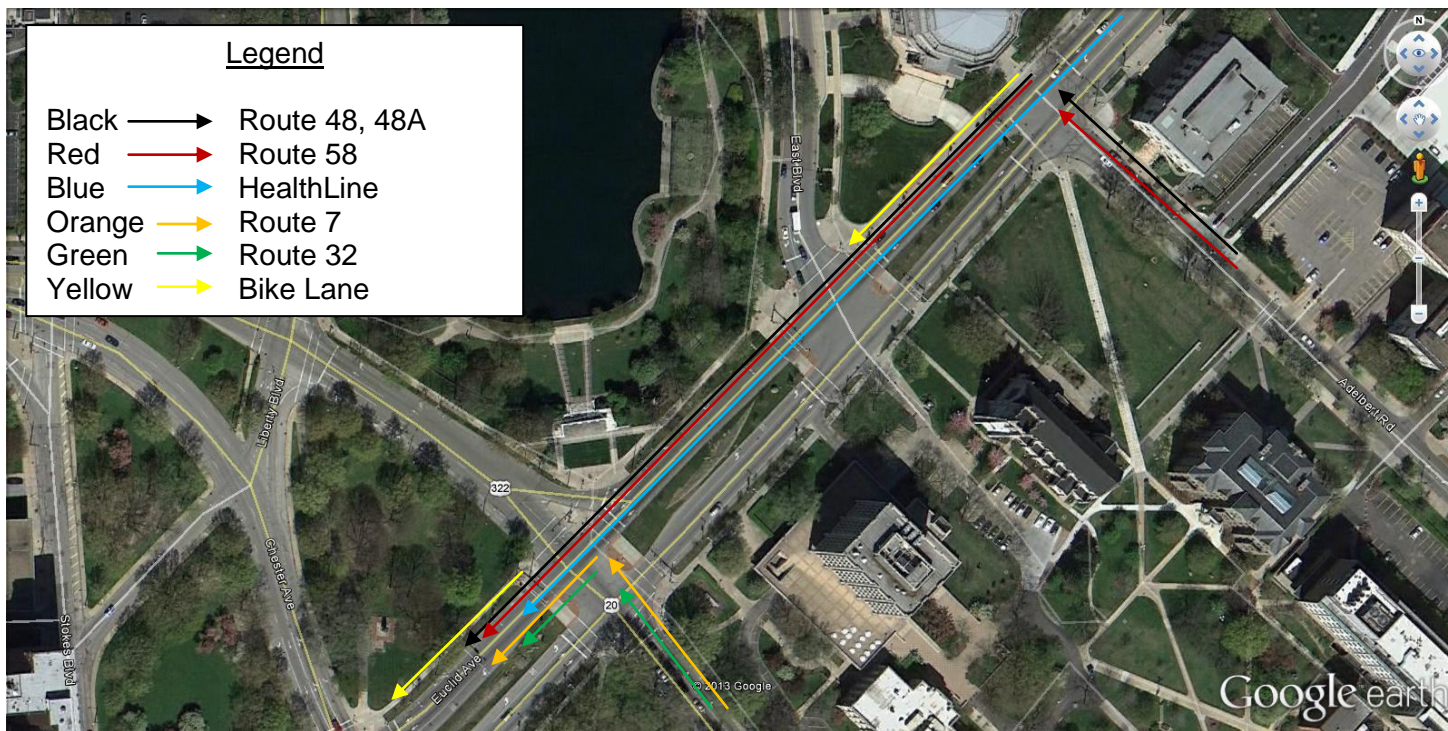 Legend
Black Route 48, 48A
Red Route 58
Blue HealthLine
Orange Route 7
Green Route 32
Yellow Bike Lane
N
East Blvd
Adelbert Rd
Liberty Blvd
322
Chester Ave
20
Stokes Blvd
Euclid Ave
© 2013 Google
Google earth